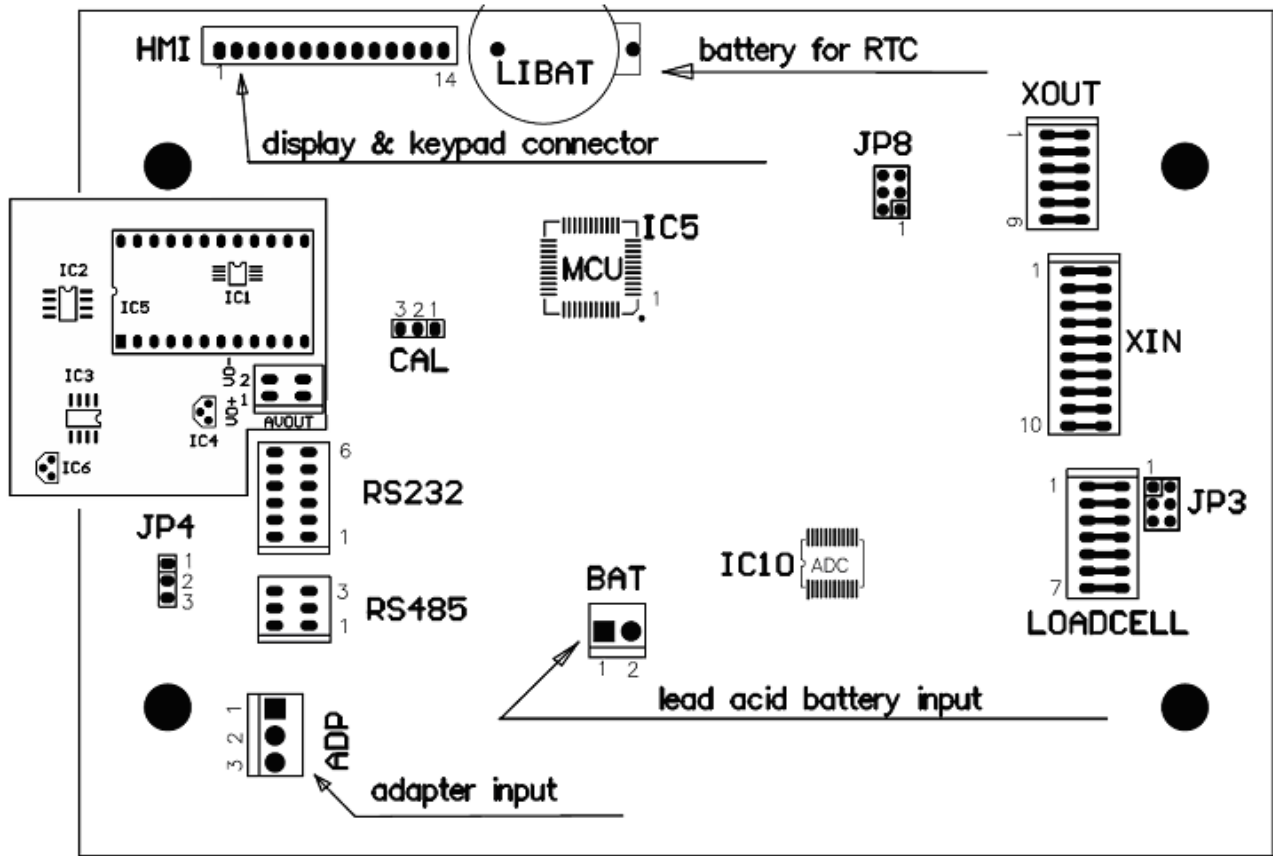 HMI
1
14
LIBAT
battery for RTC
display & keypad connector
XOUT
1
6
JP8
1
IC5
MCU
1
IC2
IC5
IC1
IC3
IC4
IC6
VO-
VO+
2
1
AVOUT
3 2 1
CAL
1
XIN
10
6
RS232
1
JP4
1
2
3
3
RS485
1
BAT
1 2
lead acid battery input
IC10
ADC
1
7
LOADCELL
1
JP3
1
2
3
ADP
adapter input